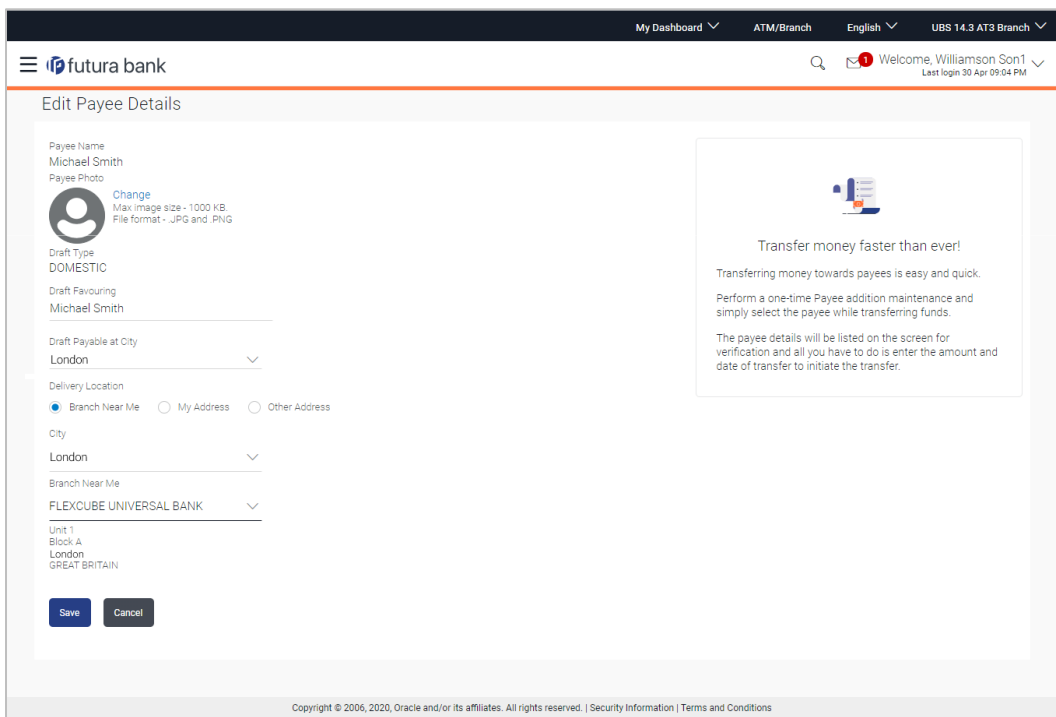 My Dashboard ATM/Branch English UBS 14.3 AT3 Branch
futura bank
1
Welcome, Williamson Son1
Last login 30 Apr 09:04 PM
Edit Payee Details
Payee Name
Michael Smith
Payee Photo
Change
Max image size - 1000 KB.
File format - .JPG and .PNG
Draft Type
DOMESTIC
Draft Favouring
Michael Smith
Draft Payable at City
London
Delivery Location
Branch Near Me My Address Other Address
City
London
Branch Near Me
FLEXCUBE UNIVERSAL BANK
Unit 1
Block A
London
GREAT BRITAIN
Save Cancel
Transfer money faster than ever!
Transferring money towards payees is easy and quick.
Perform a one-time Payee addition maintenance and
simply select the payee while transferring funds.
The payee details will be listed on the screen for
verification and all you have to do is enter the amount and
date of transfer to initiate the transfer.
Copyright © 2006, 2020, Oracle and/or its affiliates. All rights reserved. | Security Information | Terms and Conditions